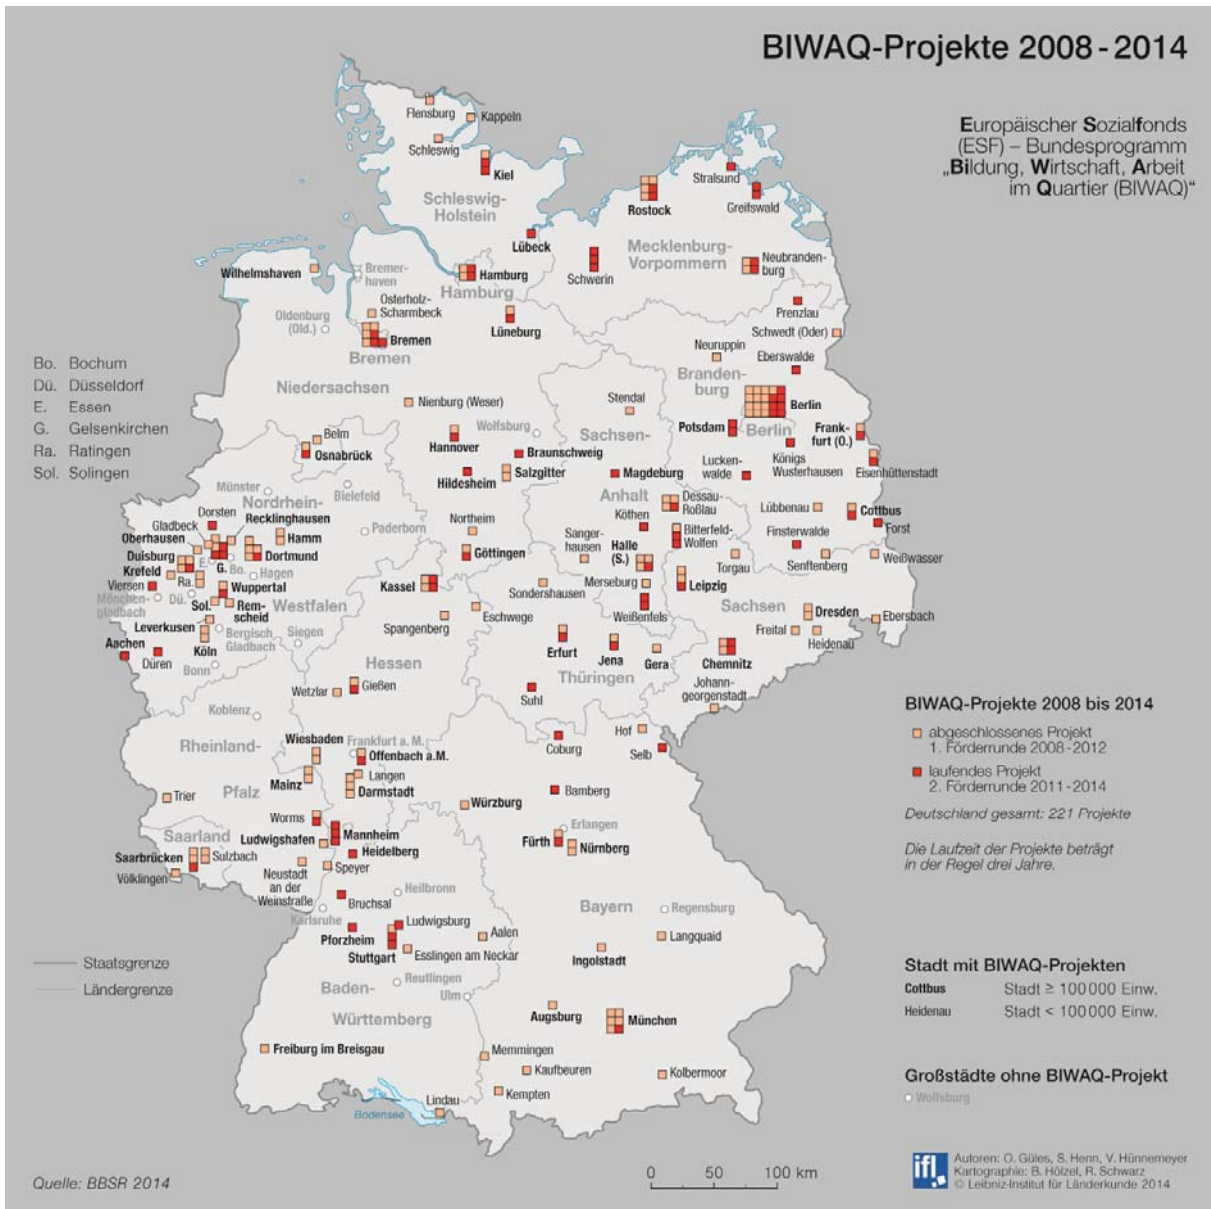 BIWAQ-Projekte 2008 - 2014
Europäischer Sozialfonds
(ESF) – Bundesprogramm
„Bildung, Wirtschaft, Arbeit
im Quartier (BIWAQ)“
Flensburg
Kappeln
Schleswig
Kiel
Schleswig-
Holstein
Stralsund
Rostock
Greifswald
Lübeck
Schwerin
Mecklenburg-
Vorpommern
Neubranden-
burg
Wilhelmshaven
Bremer-
haven
Hamburg
Hamburg
Osterholz-
Scharmbeck
Oldenburg
(Old.)
Lüneburg
Prenzlau
Schwedt (Oder)
Bremen
Bremen
Neuruppin
Eberswalde
Branden-
burg
Niedersachsen
Nienburg (Weser)
Stendal
Berlin
Berlin
Potsdam
Frank-
furt (O.)
Wolfsburg
Sachsen-
Anhalt
Belm
Osnabrück
Hannover
Braunschweig
Hildesheim
Salzgitter
Magdeburg
Lucken-
walde
Königs
Wusterhausen
Eisenhüttenstadt
Bo. Bochum
Dü. Düsseldorf
E. Essen
G. Gelsenkirchen
Ra. Ratingen
Sol. Solingen
Münster
Bielefeld
Nordrhein-
Westfalen
Paderborn
Dorsten
Gladbeck
Recklinghausen
Oberhausen
Hamm
Duisburg
E.
G.
Bo.
Dortmund
Hagen
Krefeld
Ra.
Viersen
Wuppertal
Mönchen-
gladbach
Dü.
Sol.
Rem-
scheid
Leverkusen
Bergisch
Gladbach
Siegen
Aachen
Düren
Köln
Bonn
Northeim
Göttingen
Kassel
Spangenberg
Eschwege
Hessen
Dessau-
Roßlau
Köthen
Bitterfeld-
Wolfen
Sanger-
hausen
Halle
(S.)
Merseburg
Sondershausen
Weißenfels
Leipzig
Torgau
Lübbenau
Cottbus
Forst
Finsterwalde
Senftenberg
Weißwasser
Sachsen
Dresden
Ebersbach
Freital
Heidenau
Erfurt
Jena
Gera
Chemnitz
Thüringen
Johann-
georgenstadt
Suhl
Wetzlar
Gießen
Koblenz
Rheinland-
Pfalz
Wiesbaden
Frankfurt a. M.
Offenbach a.M.
Mainz
Langen
Darmstadt
Trier
Hof
Coburg
Selb
Bamberg
Würzburg
Erlangen
Fürth
Nürnberg
Worms
Saarland
Ludwigshafen
Mannheim
Heidelberg
Saarbrücken
Sulzbach
Völklingen
Neustadt
an der
Weinstraße
Speyer
Heilbronn
Bruchsal
Karlsruhe
Pforzheim
Ludwigsburg
Stuttgart
Esslingen am Neckar
Aalen
Bayern
Regensburg
Langquaid
Ingolstadt
Baden-
Württemberg
Reutlingen
Ulm
Augsburg
München
Freiburg im Breisgau
Memmingen
Kaufbeuren
Kempten
Kolbermoor
Lindau
Bodensee
BIWAQ-Projekte 2008 bis 2014
abgeschlossenes Projekt
1. Förderrunde 2008-2012
laufendes Projekt
2. Förderrunde 2011-2014
Deutschland gesamt: 221 Projekte
Die Laufzeit der Projekte beträgt
in der Regel drei Jahre.
Staatsgrenze
Ländergrenze
Stadt mit BIWAQ-Projekten
Cottbus Stadt ≥ 100 000 Einw.
Heidenau Stadt < 100 000 Einw.
Großstädte ohne BIWAQ-Projekt
Wolfsburg
Quelle: BBSR 2014
0 50 100 km
ifl
Autoren: O. Güles, S. Henn, V. Hünnemeyer
Kartographie: B. Hölzel, R. Schwarz
© Leibniz-Institut für Länderkunde 2014